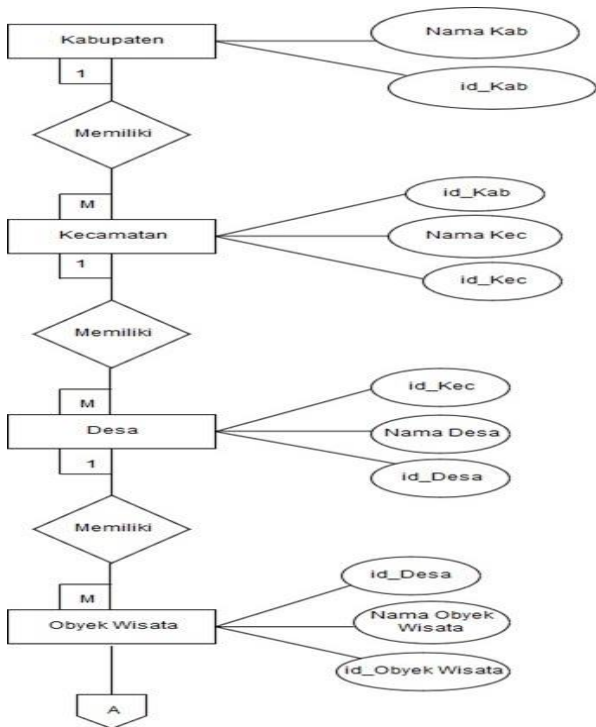 Kabupaten
Nama Kab
1
id_Kab
Memiliki
M
id_Kab
Kecamatan
Nama Kec
1
id_Kec
Memiliki
M
id_Kec
Desa
Nama Desa
1
id_Desa
Memiliki
M
id_Desa
Obyek Wisata
Nama Obyek
Wisata
id_Obyek Wisata
A